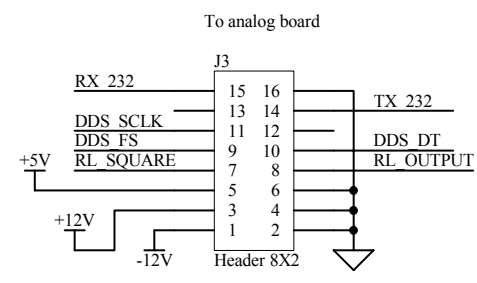 To analog board
J3
RX_232 15 16
13 14 TX_232
DDS_SCLK 11 12
DDS_FS 9 10 DDS_DT
+5V RL_SQUARE 7 8 RL_OUTPUT
5 6
+12V 3 4
1 2
-12V Header 8X2